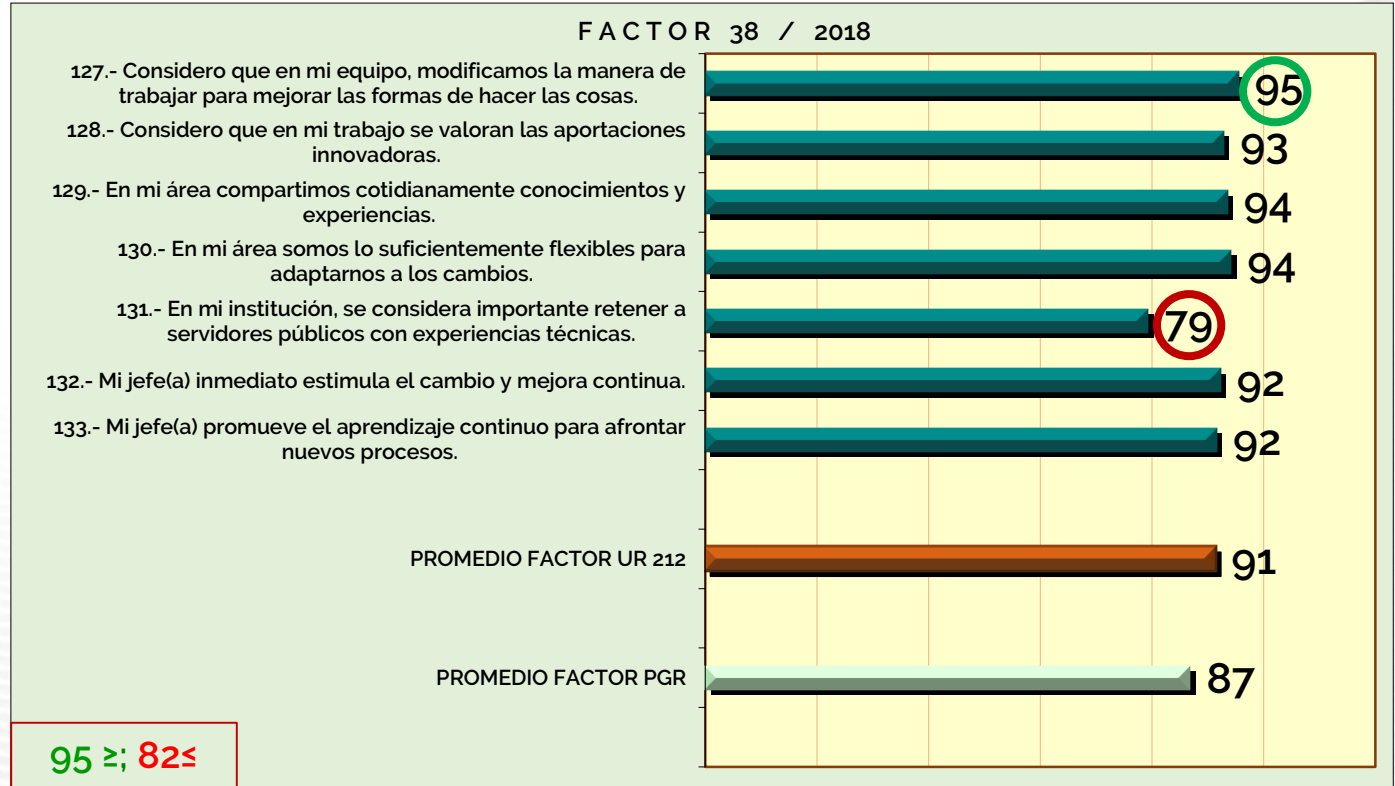 FACTOR 38 / 2018
127.- Considero que en mi equipo, modificamos la manera de
trabajar para mejorar las formas de hacer las cosas.
95
128.- Considero que en mi trabajo se valoran las aportaciones
innovadoras.
93
129.- En mi área compartimos cotidianamente conocimientos y
experiencias.
94
130.- En mi área somos lo suficientemente flexibles para
adaptarnos a los cambios.
94
131.- En mi institución, se considera importante retener a
servidores públicos con experiencias técnicas.
79
132.- Mi jefe(a) inmediato estimula el cambio y mejora continua.
92
133.- Mi jefe(a) promueve el aprendizaje continuo para afrontar
nuevos procesos.
92
PROMEDIO FACTOR UR 212
91
PROMEDIO FACTOR PGR
87
95 ≥; 82≤